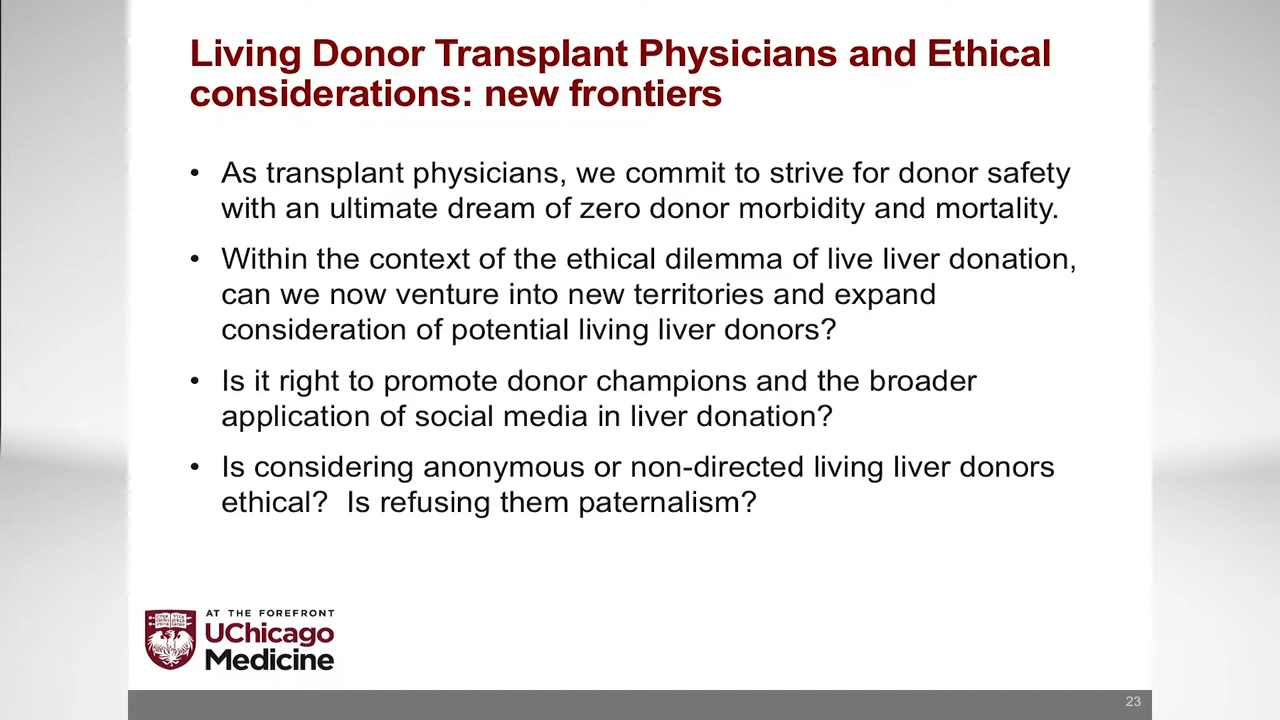 Living Donor Transplant Physicians and Ethical
considerations: new frontiers
• As transplant physicians, we commit to strive for donor safety
with an ultimate dream of zero donor morbidity and mortality.
• Within the context of the ethical dilemma of live liver donation,
can we now venture into new territories and expand
consideration of potential living liver donors?
• Is it right to promote donor champions and the broader
application of social media in liver donation?
• Is considering anonymous or non-directed living liver donors
ethical?  Is refusing them paternalism?
AT THE FOREFRONT
UChicago
Medicine
23